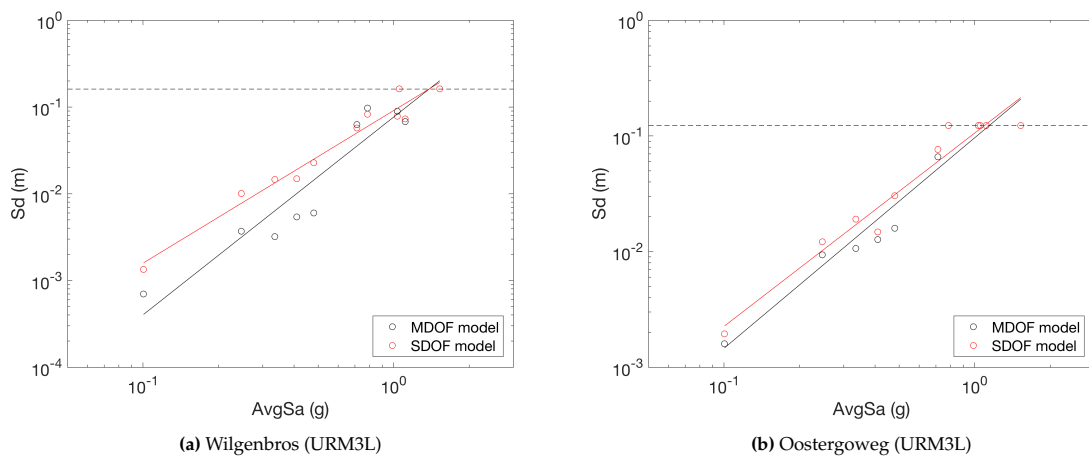 10^0
10^-1
10^-2
10^-3
10^-4
Sd (m)
10^-1
10^0
AvgSa (g)
MDOF model
SDOF model
(a) Wilgenbros (URM3L)
10^0
10^-1
10^-2
10^-3
Sd (m)
10^-1
10^0
AvgSa (g)
MDOF model
SDOF model
(b) Oostergoweg (URM3L)